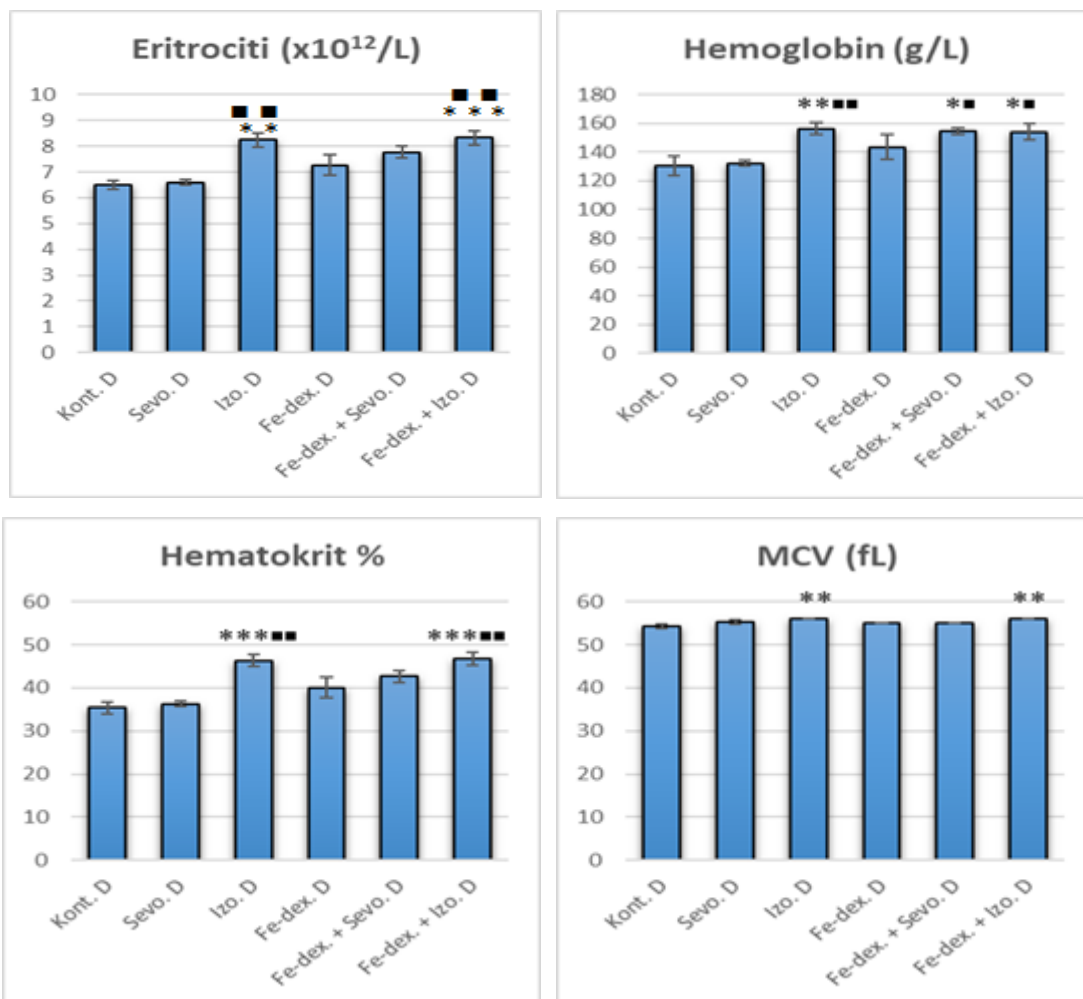 Eritrociti (x10¹²/L)
10
9
8
7
6
5
4
3
2
1
0
■ ■
* *
■ ■
* * *
Kont. D
Sevo. D
Izo. D
Fe-dex. D
Fe-dex. + Sevo. D
Fe-dex. + Izo. D
Hemoglobin (g/L)
180
160
140
120
100
80
60
40
20
0
**■■
*■
*■
Kont. D
Sevo. D
Izo. D
Fe-dex. D
Fe-dex. + Sevo. D
Fe-dex. + Izo. D
Hematokrit %
60
50
40
30
20
10
0
***■■
***■■
Kont. D
Sevo. D
Izo. D
Fe-dex. D
Fe-dex. + Sevo. D
Fe-dex. + Izo. D
MCV (fL)
60
50
40
30
20
10
0
**
**
Kont. D
Sevo. D
Izo. D
Fe-dex. D
Fe-dex. + Sevo. D
Fe-dex. + Izo. D